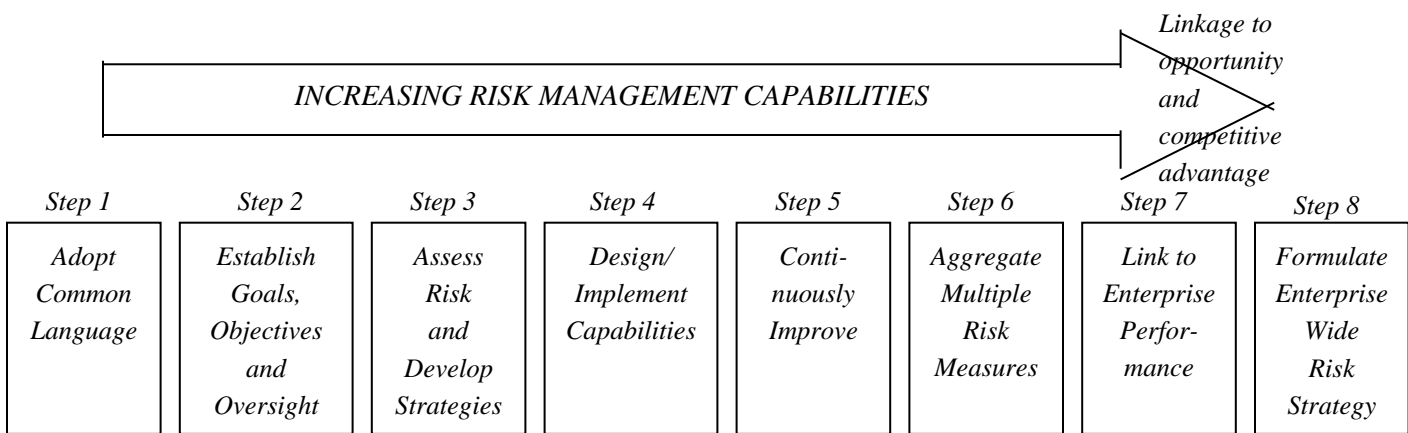 Linkage to
opportunity
and
competitive
advantage
INCREASING RISK MANAGEMENT CAPABILITIES
Step 1
Adopt
Common
Language
Step 2
Establish
Goals,
Objectives
and
Oversight
Step 3
Assess
Risk
and
Develop
Strategies
Step 4
Design/
Implement
Capabilities
Step 5
Conti-
nuously
Improve
Step 6
Aggregate
Multiple
Risk
Measures
Step 7
Link to
Enterprise
Perfor-
mance
Step 8
Formulate
Enterprise
Wide
Risk
Strategy